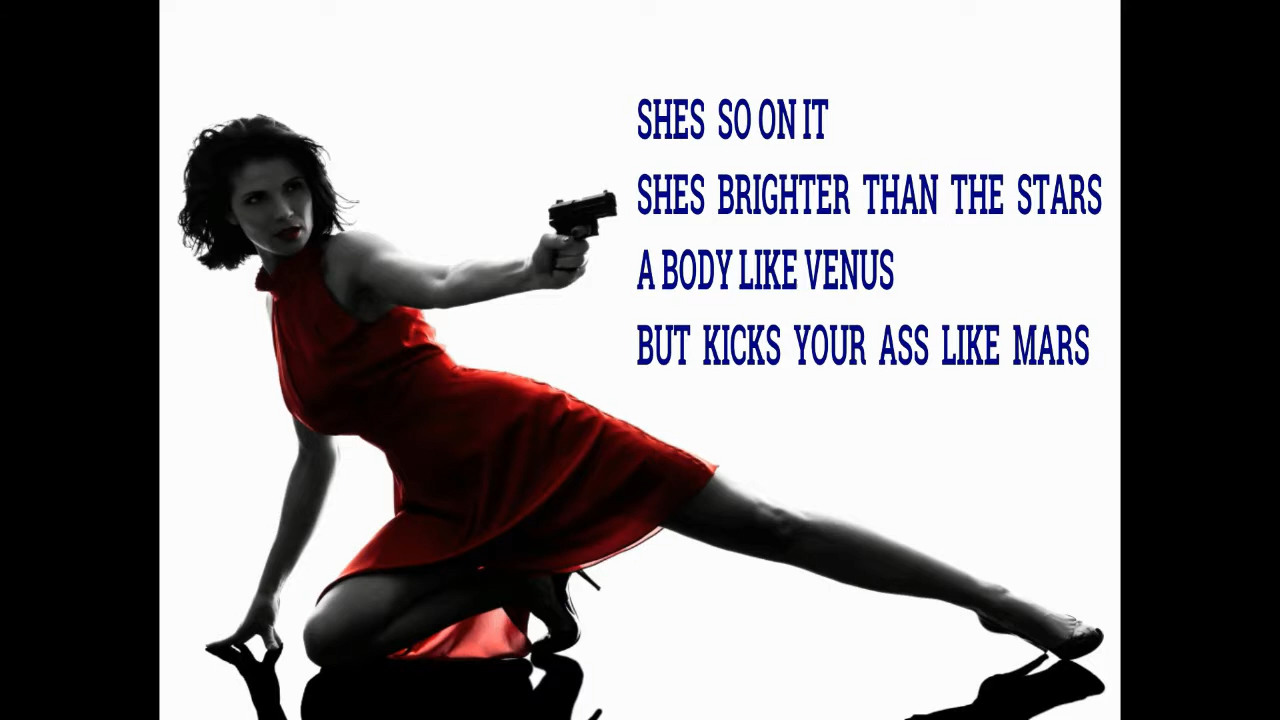 SHES SO ON IT
SHES BRIGHTER THAN THE STARS
A BODY LIKE VENUS
BUT KICKS YOUR ASS LIKE MARS